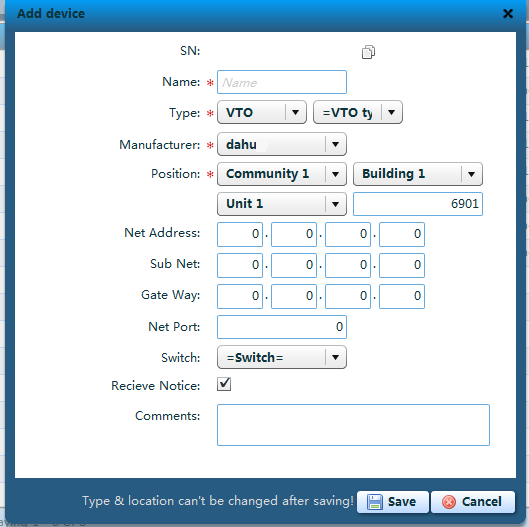 Add device
SN:
Name: * Name
Type: * VTO =VTO ty
Manufacturer: * dahu
Position: * Community 1 Building 1
Unit 1 6901
Net Address: 0 . 0 . 0 . 0
Sub Net: 0 . 0 . 0 . 0
Gate Way: 0 . 0 . 0 . 0
Net Port: 0
Switch: =Switch=
Recieve Notice:
Comments:
Type & location can't be changed after saving! Save Cancel